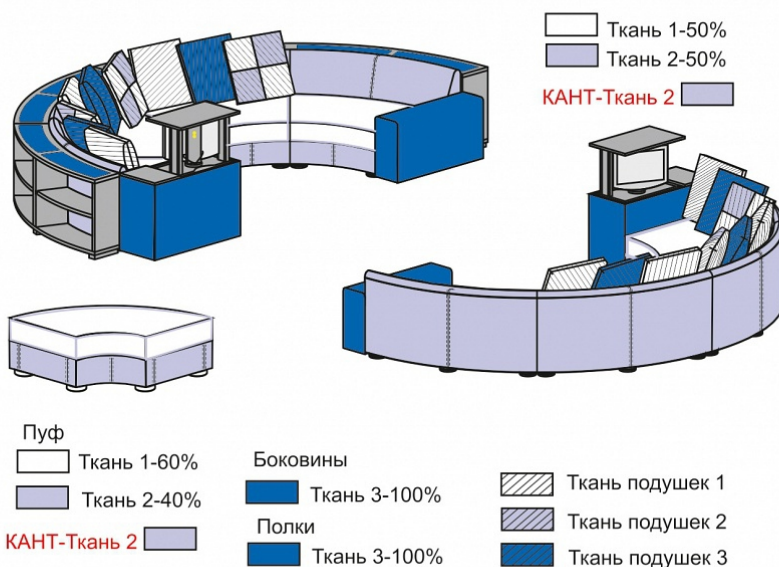 Ткань 1-50%
Ткань 2-50%
КАНТ-Ткань 2
Пуф
Ткань 1-60%
Ткань 2-40%
КАНТ-Ткань 2
Боковины
Ткань 3-100%
Полки
Ткань 3-100%
Ткань подушек 1
Ткань подушек 2
Ткань подушек 3